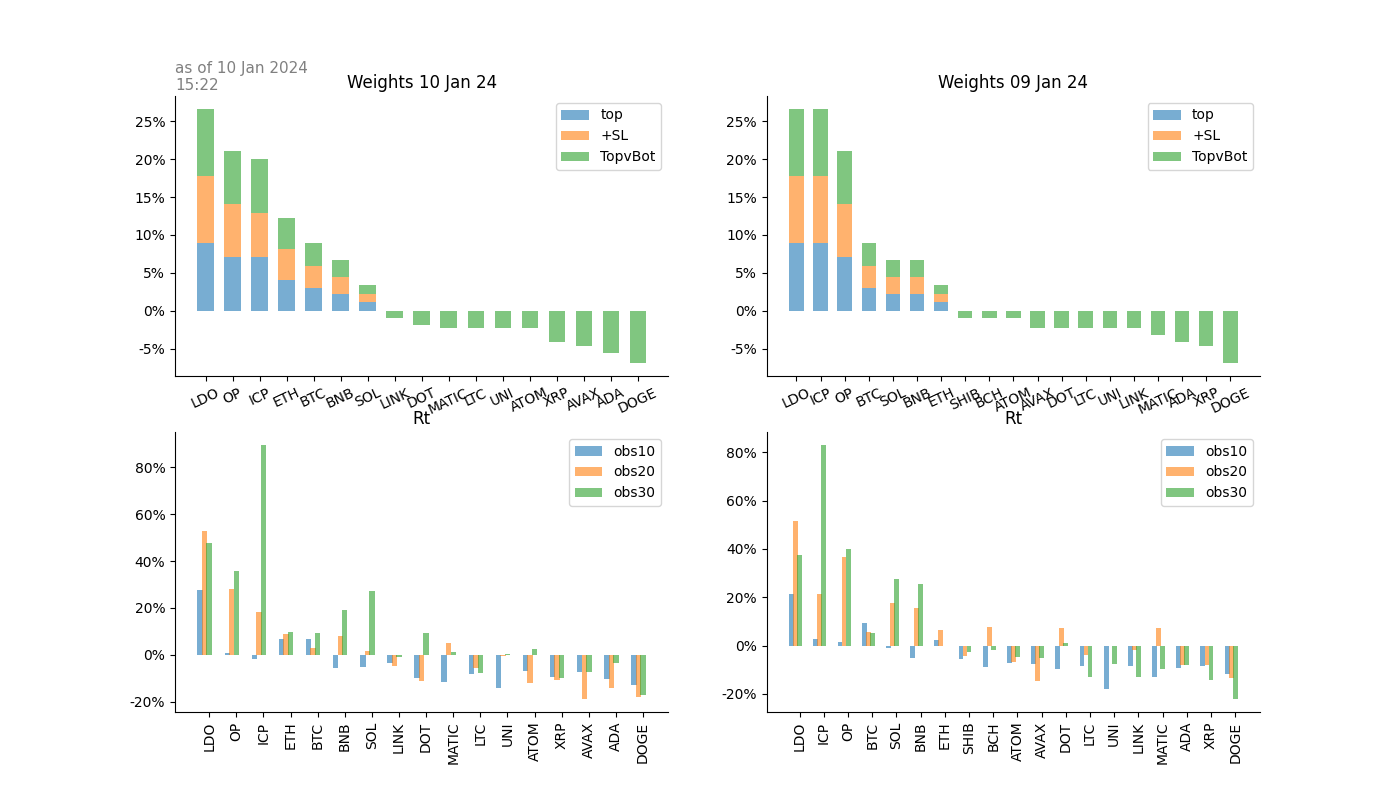 as of 10 Jan 2024
15:22
Weights 10 Jan 24
25%
20%
15%
10%
5%
0%
-5%
top
+SL
TopvBot
LDO OP ICP ETH BTC BNB SOL LINK DOT MATIC LTC UNI ATOM XRP AVAX ADA DOGE
Weights 09 Jan 24
25%
20%
15%
10%
5%
0%
-5%
top
+SL
TopvBot
LDO ICP OP BTC SOL BNB ETH SHIB BCH ATOM AVAX DOT LTC UNI LINK MATIC ADA XRP DOGE
Rt
80%
60%
40%
20%
0%
-20%
obs10
obs20
obs30
LDO OP ICP ETH BTC BNB SOL LINK DOT MATIC LTC UNI ATOM XRP AVAX ADA DOGE
Rt
80%
60%
40%
20%
0%
-20%
obs10
obs20
obs30
LDO ICP OP BTC SOL BNB ETH SHIB BCH ATOM AVAX DOT LTC UNI LINK MATIC ADA XRP DOGE